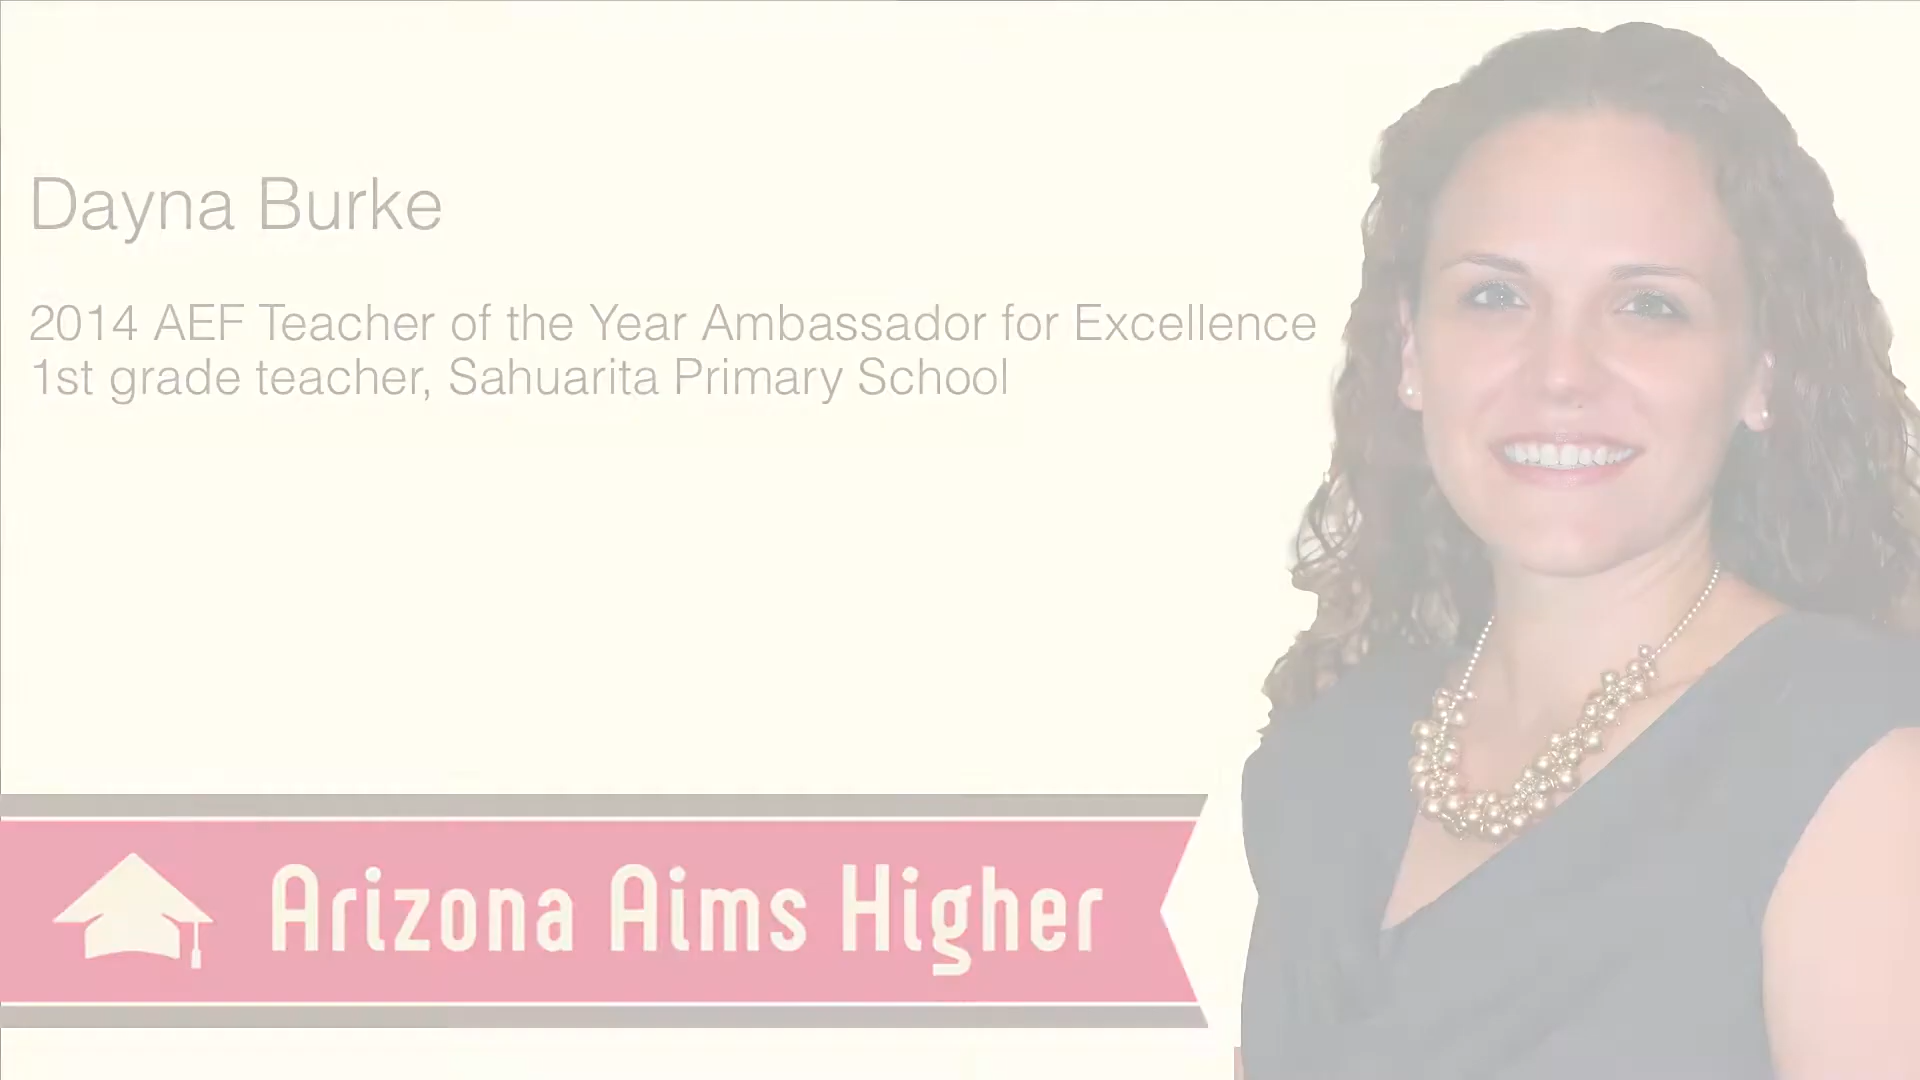 Dayna Burke
2014 AEF Teacher of the Year Ambassador for Excellence
1st grade teacher, Sahuarita Primary School
Arizona Aims Higher